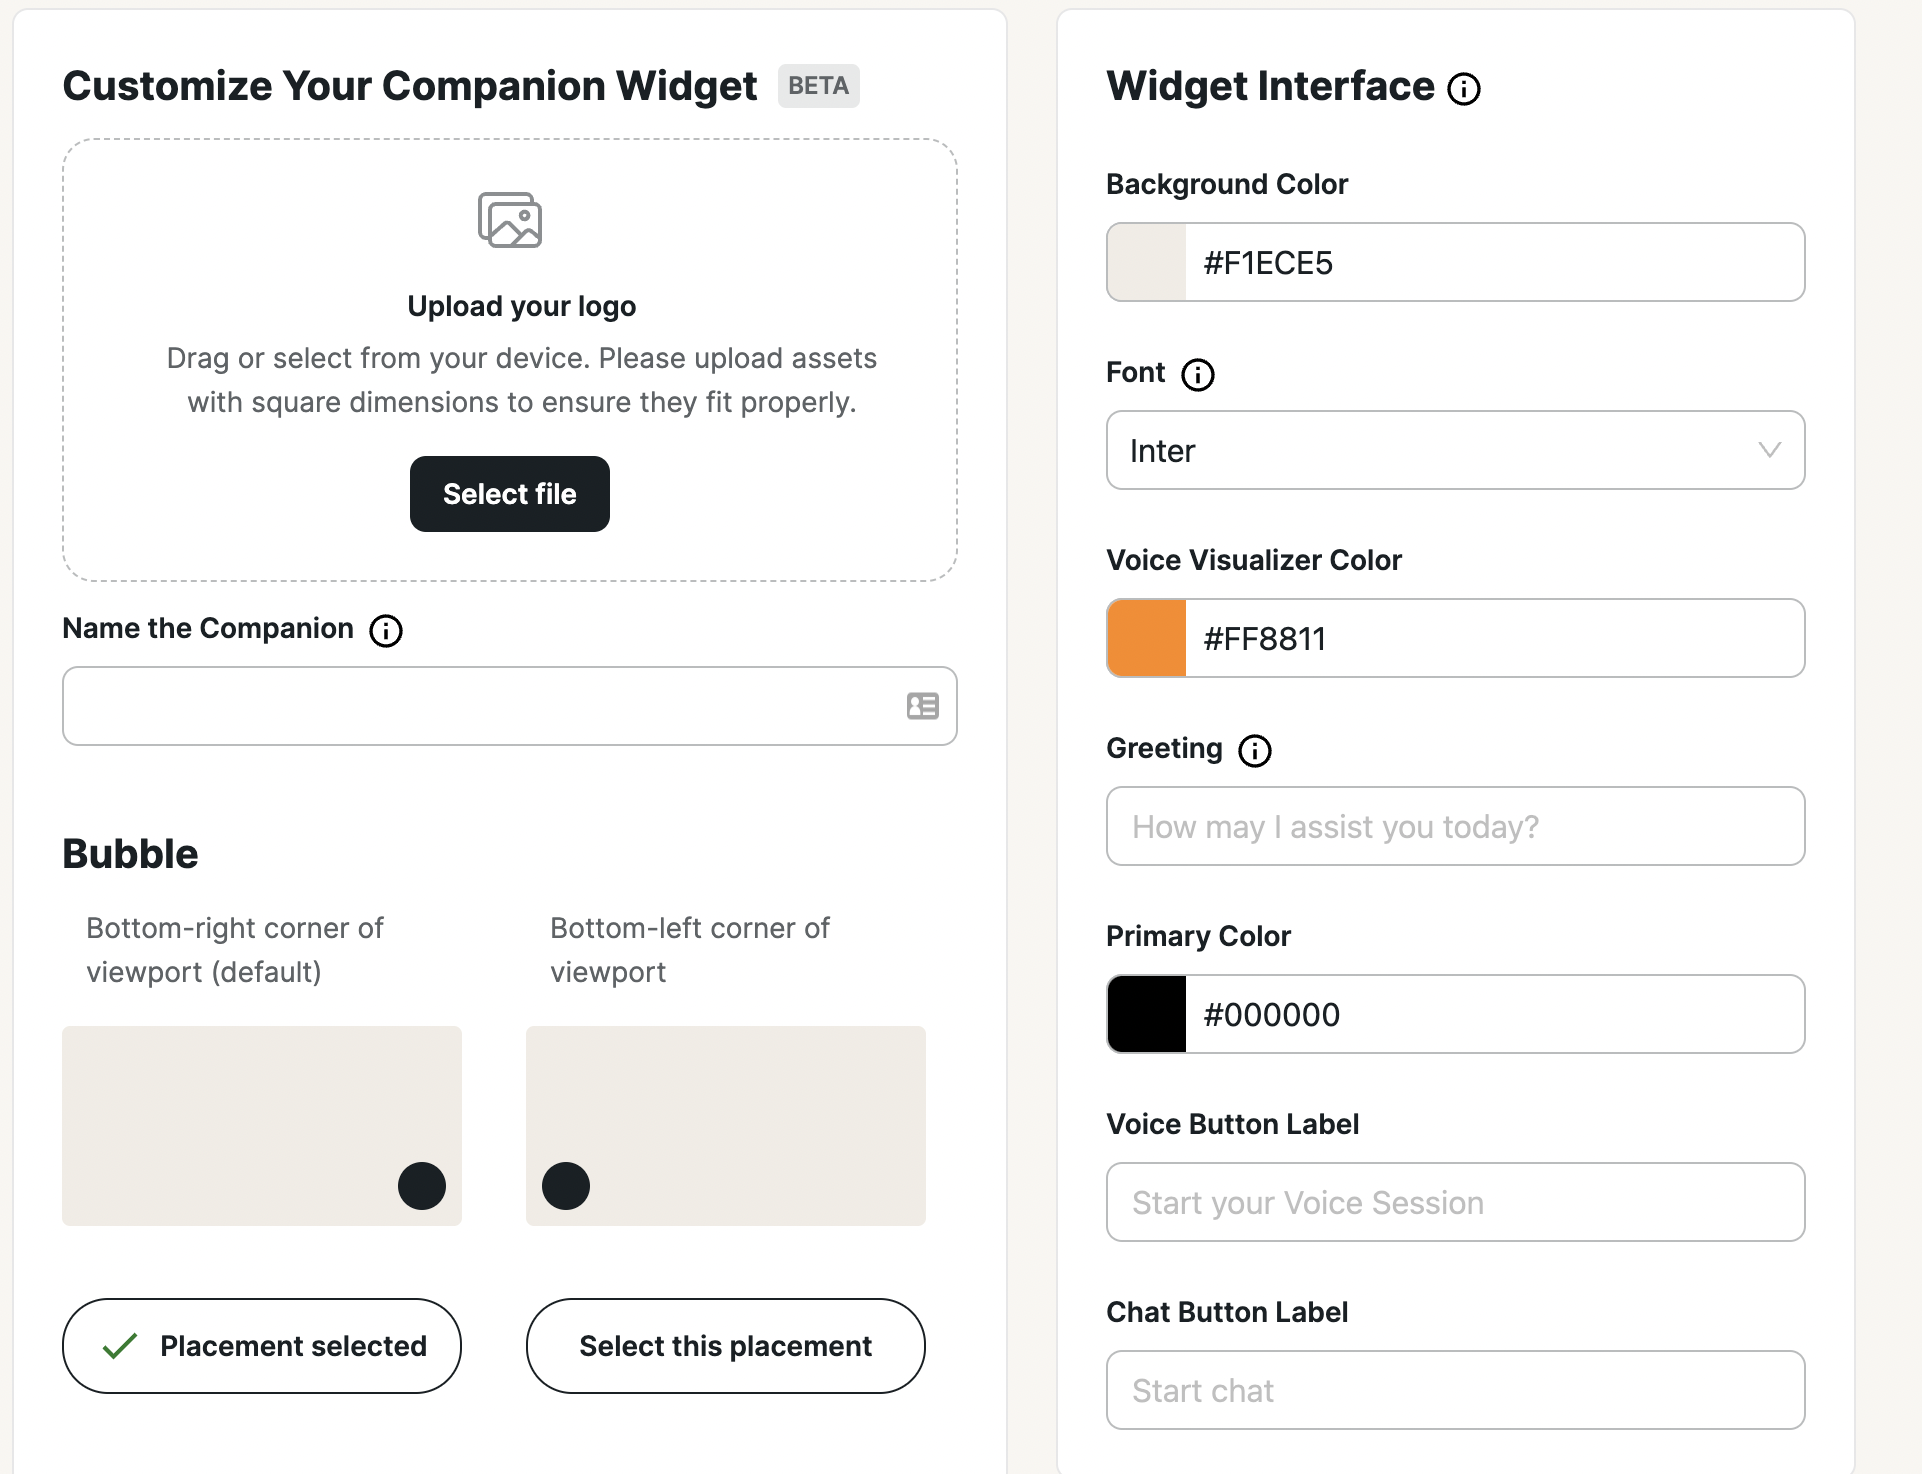 Customize Your Companion Widget BETA
Upload your logo
Drag or select from your device. Please upload assets
with square dimensions to ensure they fit properly.
Select file
Name the Companion
Bubble
Bottom-right corner of
viewport (default)
Bottom-left corner of
viewport
Placement selected
Select this placement
Widget Interface
Background Color
#F1ECE5
Font
Inter
Voice Visualizer Color
#FF8811
Greeting
How may I assist you today?
Primary Color
#000000
Voice Button Label
Start your Voice Session
Chat Button Label
Start chat